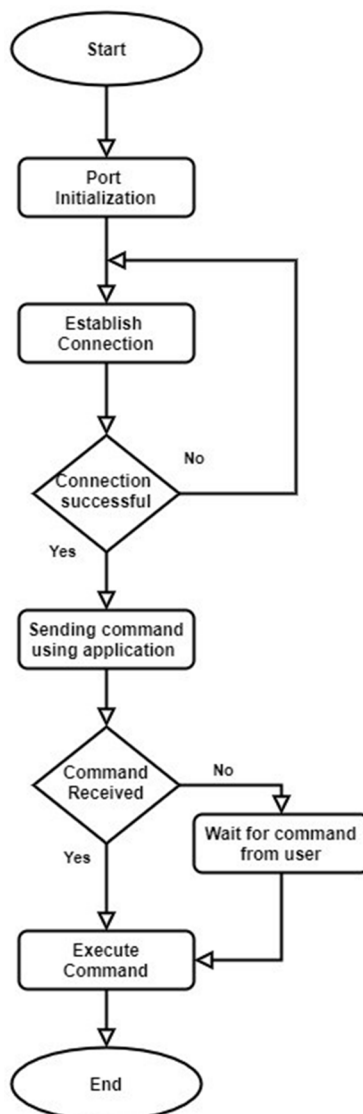 Start
Port
Initialization
Establish
Connection
Connection
successful
No
Yes
Sending command
using application
Command
Received
No
Yes
Wait for command
from user
Execute
Command
End